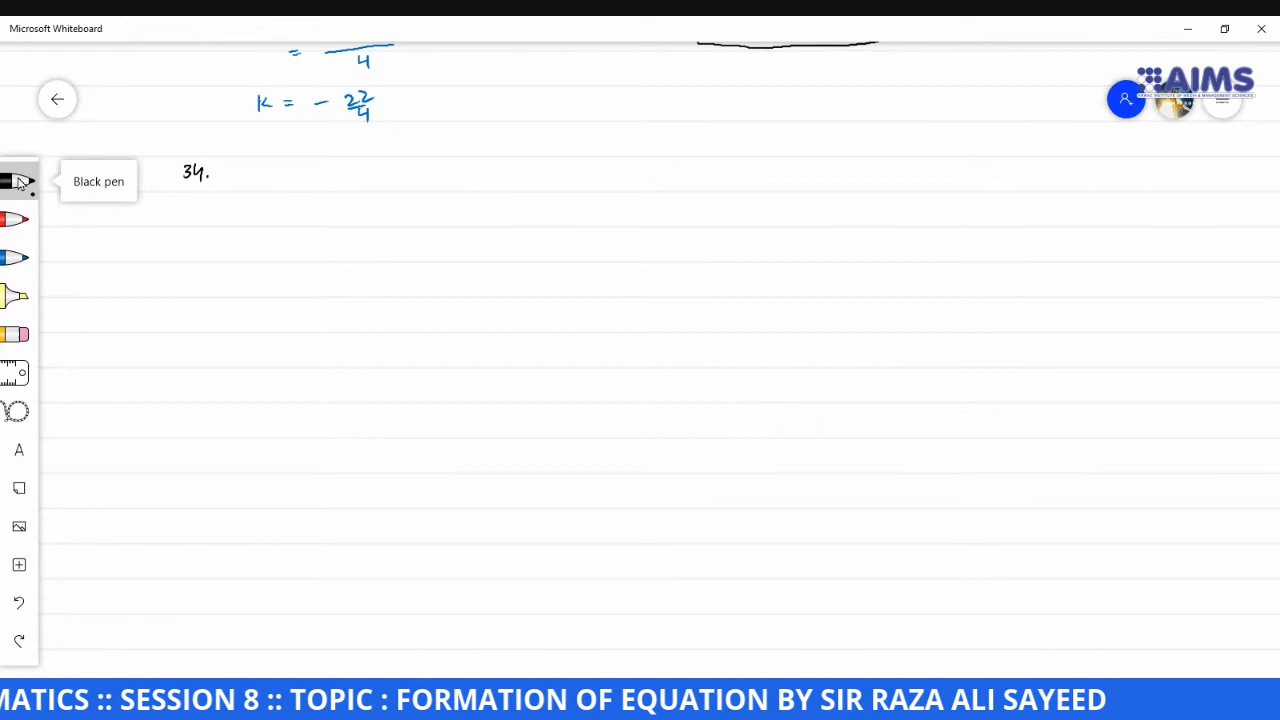 Microsoft Whiteboard
= 4
K = - 22/4
AIMS
34.
Black pen
A
MATICS :: SESSION 8 :: TOPIC : FORMATION OF EQUATION BY SIR RAZA ALI SAYEED